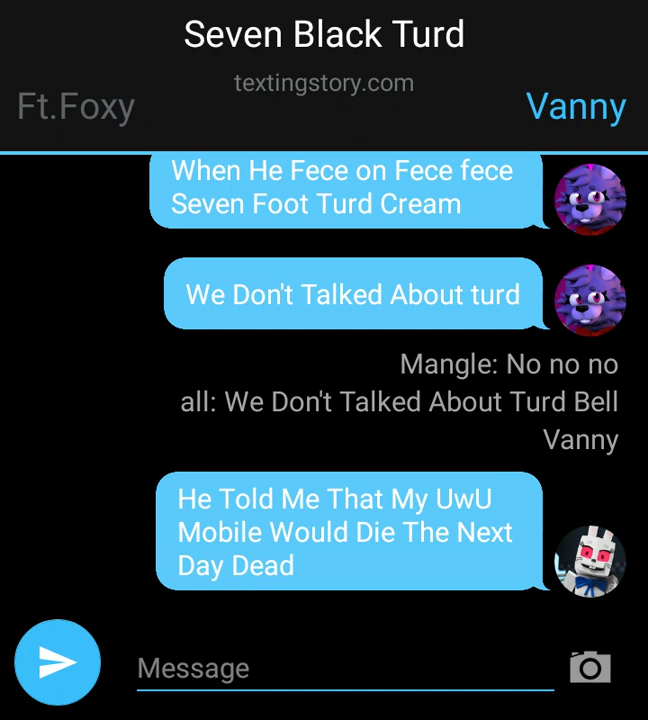 Seven Black Turd
textingstory.com
Ft.Foxy
Vanny
When He Fece on Fece fece
Seven Foot Turd Cream
We Don't Talked About turd
Mangle: No no no
all: We Don't Talked About Turd Bell
Vanny
He Told Me That My UwU
Mobile Would Die The Next
Day Dead
Message